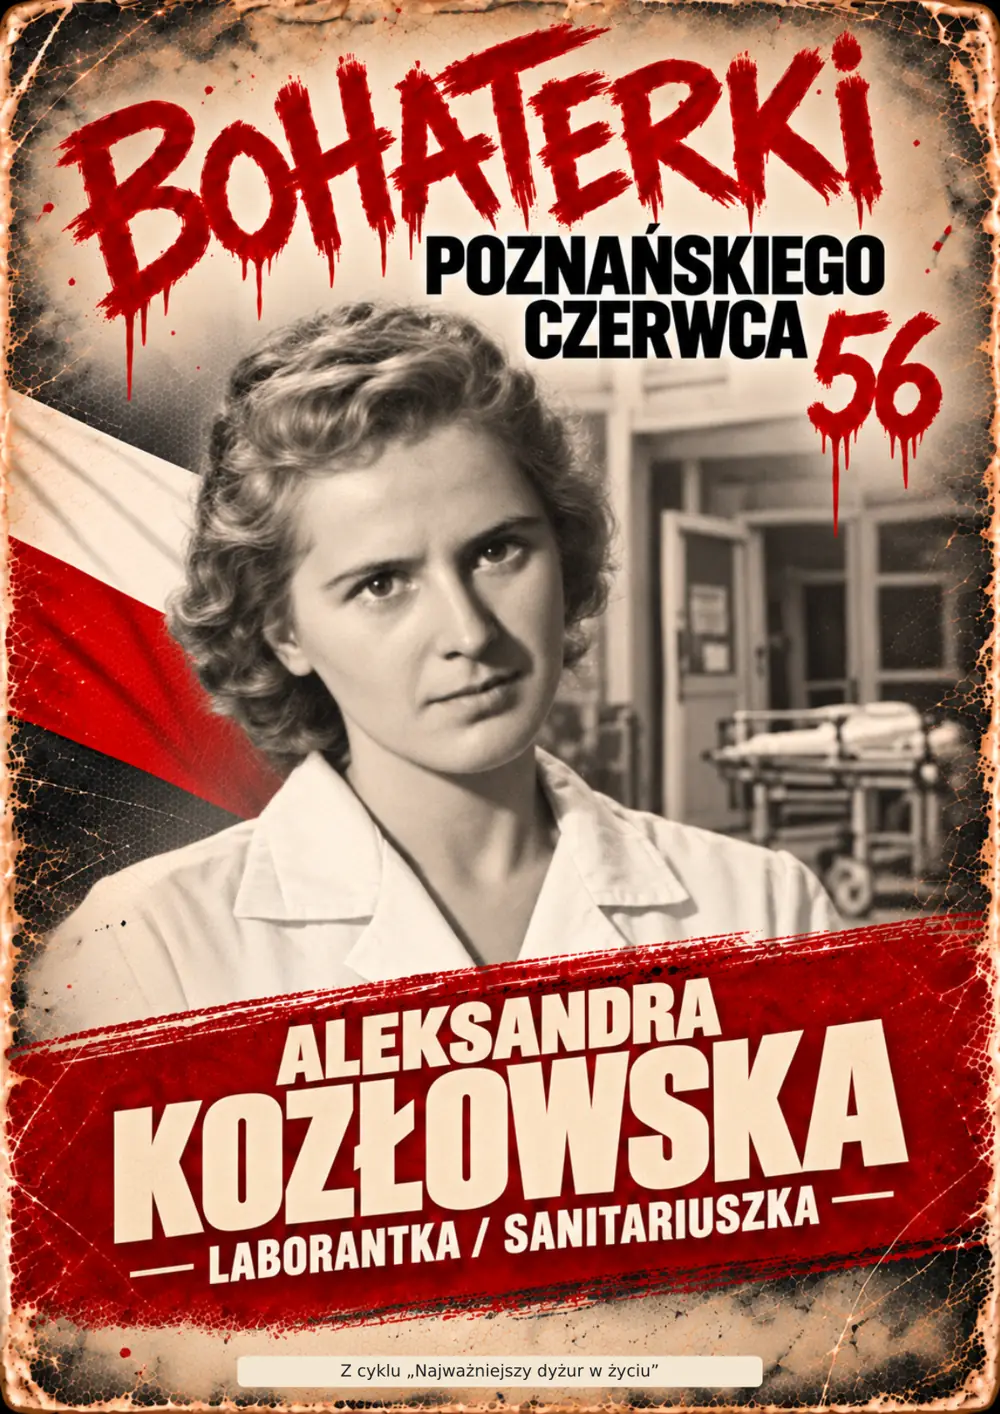 BOHATERKi
POZNAŃSKIEGO
CZERWCA 56
ALEKSANDRA
KOZŁOWSKA
— LABORANTKA / SANITARIUSZKA —
Z cyklu „Najważniejszy dyżur w życiu”